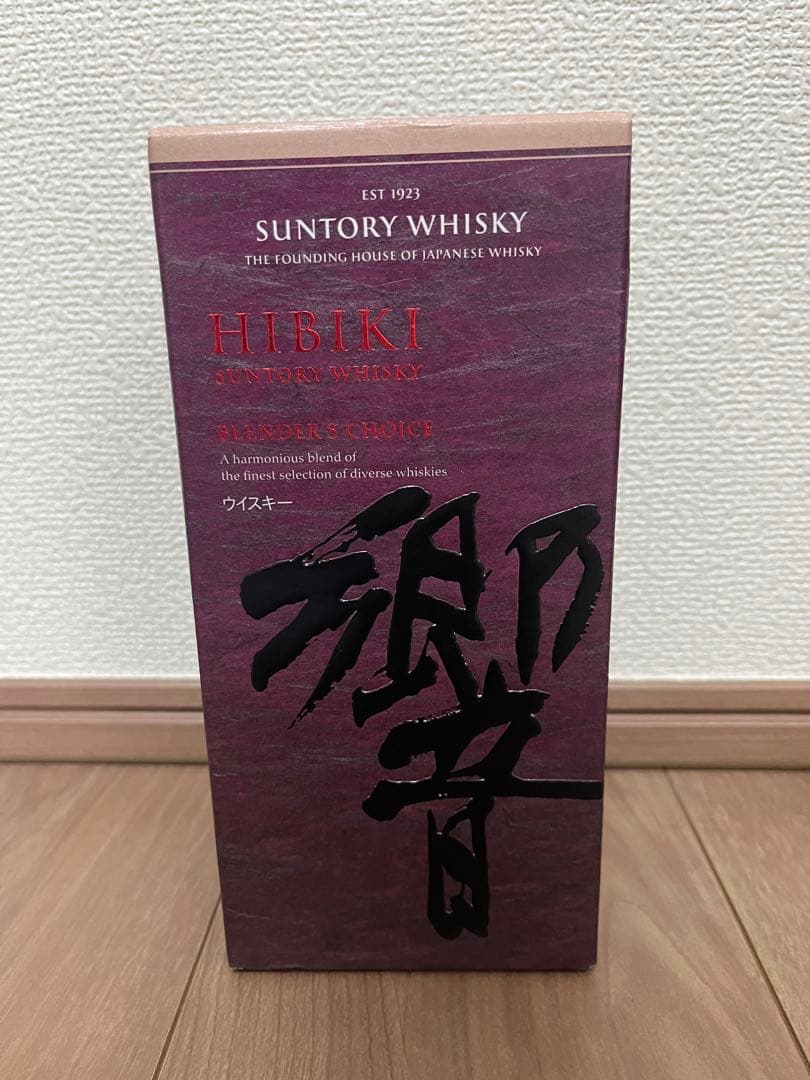 EST 1923
SUNTORY WHISKY
THE FOUNDING HOUSE OF JAPANESE WHISKY
HIBIKI
SUNTORY WHISKY
BLENDER'S CHOICE
A harmonious blend of
the finest selection of diverse whiskies
ウイスキー
響